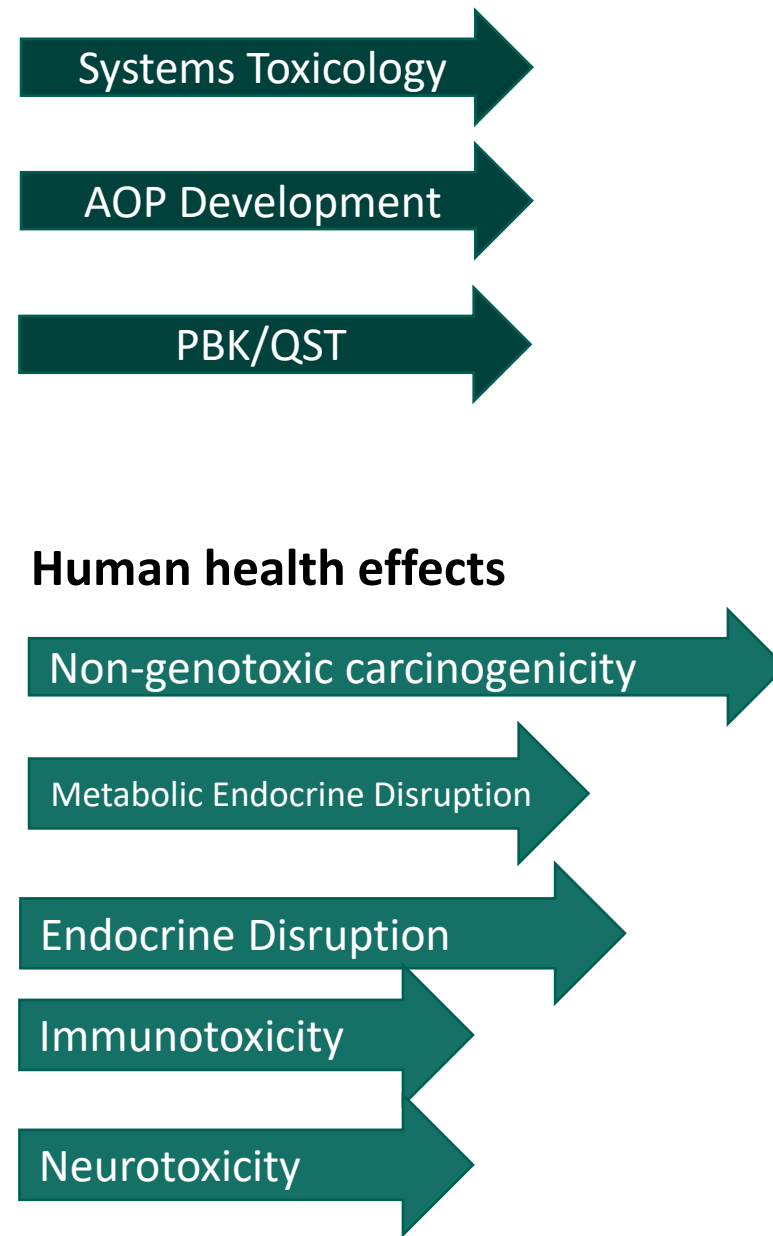 Systems Toxicology
AOP Development
PBK/QST
Human health effects
Non-genotoxic carcinogenicity
Metabolic Endocrine Disruption
Endocrine Disruption
Immunotoxicity
Neurotoxicity